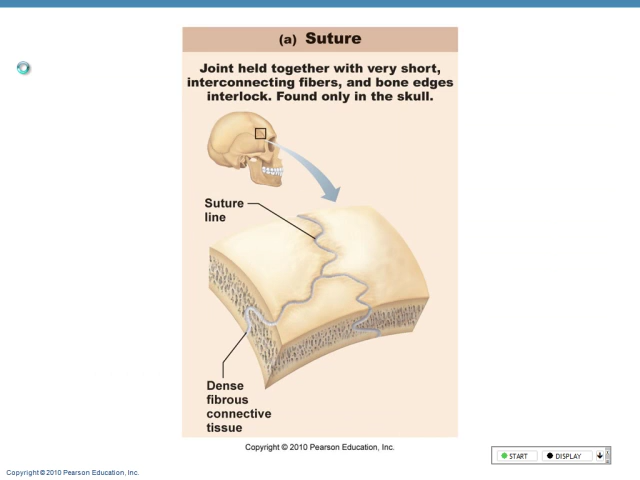 (a) Suture
Joint held together with very short,
interconnecting fibers, and bone edges
interlock. Found only in the skull.
Suture
line
Dense
fibrous
connective
tissue
Copyright © 2010 Pearson Education, Inc.
START DISPLAY
Copyright © 2010 Pearson Education, Inc.